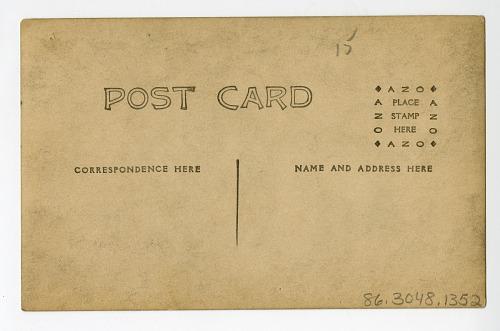 15
POST CARD
♦ AZO ♦
A PLACE A
Z STAMP Z
O HERE O
♦ AZO ♦
CORRESPONDENCE HERE
NAME AND ADDRESS HERE
86.3048.1352